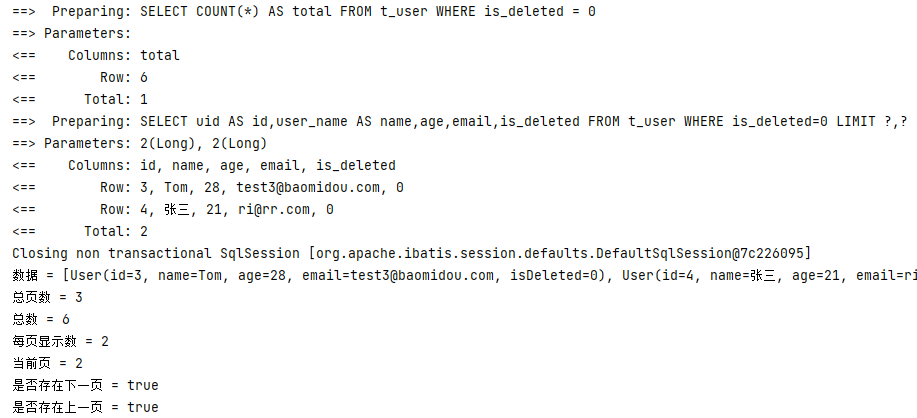 ==>  Preparing: SELECT COUNT(*) AS total FROM t_user WHERE is_deleted = 0
==> Parameters:
<==    Columns: total
<==        Row: 6
<==      Total: 1
==>  Preparing: SELECT uid AS id,user_name AS name,age,email,is_deleted FROM t_user WHERE is_deleted=0 LIMIT ?,?
==> Parameters: 2(Long), 2(Long)
<==    Columns: id, name, age, email, is_deleted
<==        Row: 3, Tom, 28, test3@baomidou.com, 0
<==        Row: 4, 张三, 21, ri@rr.com, 0
<==      Total: 2
Closing non transactional SqlSession [org.apache.ibatis.session.defaults.DefaultSqlSession@7c226095]
数据 = [User(id=3, name=Tom, age=28, email=test3@baomidou.com, isDeleted=0), User(id=4, name=张三, age=21, email=ri
总页数 = 3
总数 = 6
每页显示数 = 2
当前页 = 2
是否存在下一页 = true
是否存在上一页 = true